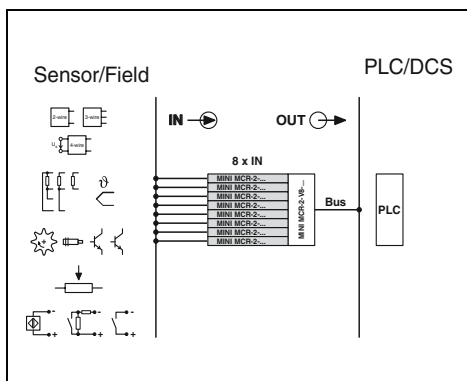 Sensor/Field
PLC/DCS
2-wire
3-wire
4-wire
IN
OUT
8 x IN
MINI MCR-2-...
MINI MCR-2-...
MINI MCR-2-...
MINI MCR-2-...
MINI MCR-2-...
MINI MCR-2-...
MINI MCR-2-...
MINI MCR-2-...
MINI MCR-2-V8-...
Bus
PLC
ϑ
- 
+
-
+
-
+